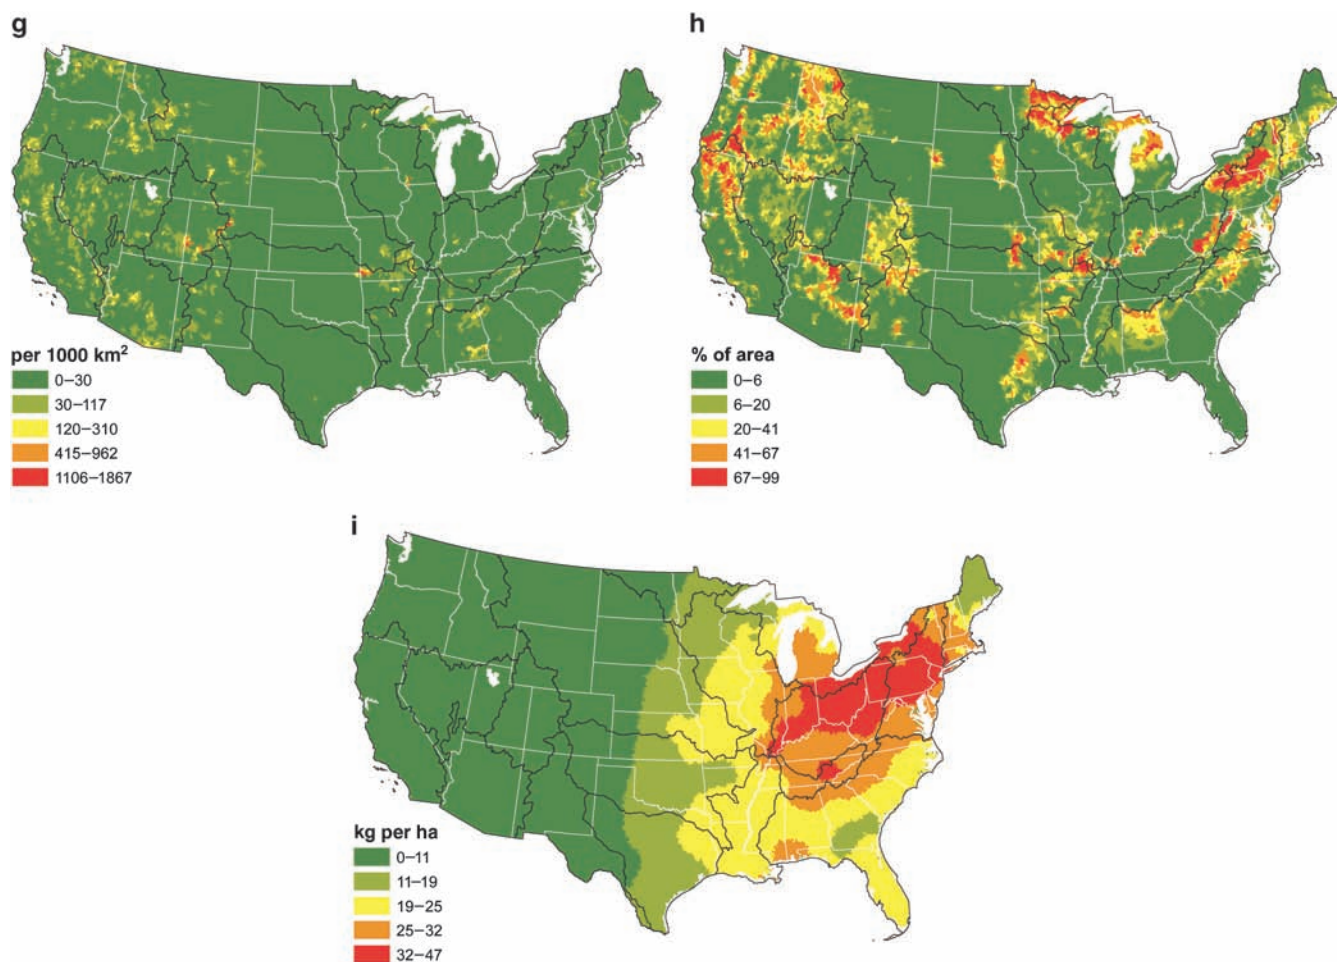 g
per 1000 km²
0–30
30–117
120–310
415–962
1106–1867
h
% of area
0–6
6–20
20–41
41–67
67–99
i
kg per ha
0–11
11–19
19–25
25–32
32–47